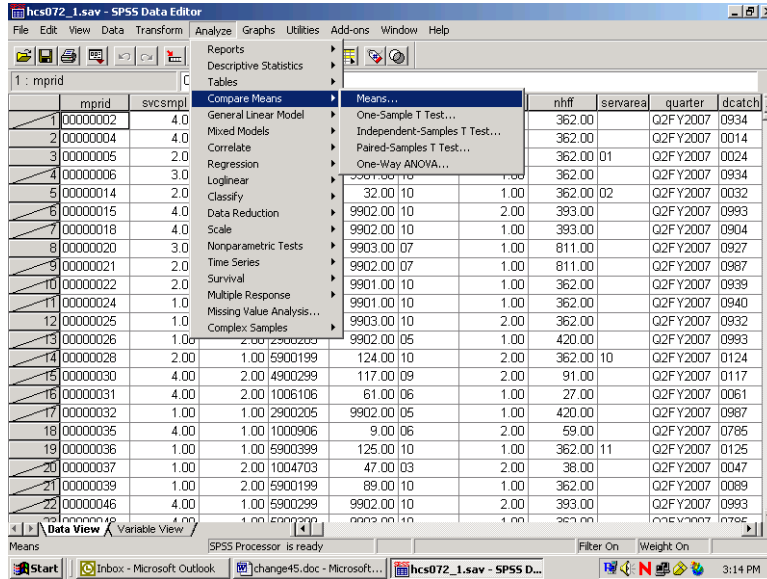 hcs072_1.sav - SPSS Data Editor
File Edit View Data Transform Analyze Graphs Utilities Add-ons Window Help
1 : mprid
Reports
Descriptive Statistics
Tables
Compare Means
General Linear Model
Mixed Models
Correlate
Regression
Loglinear
Classify
Data Reduction
Scale
Nonparametric Tests
Time Series
Survival
Multiple Response
Missing Value Analysis...
Complex Samples
Means...
One-Sample T Test...
Independent-Samples T Test...
Paired-Samples T Test...
One-Way ANOVA...
mprid svcsmpl nhff servarea quarter dcatch
1 00000002 4.0 362.00 Q2FY2007 0934
2 00000004 4.0 362.00 Q2FY2007 0014
3 00000005 2.0 362.00 01 Q2FY2007 0024
4 00000006 3.0 362.00 Q2FY2007 0934
5 00000014 2.0 32.00 10 1.00 362.00 02 Q2FY2007 0032
6 00000015 4.0 9902.00 10 2.00 393.00 Q2FY2007 0993
7 00000018 4.0 9902.00 10 1.00 393.00 Q2FY2007 0904
8 00000020 3.0 9903.00 07 1.00 811.00 Q2FY2007 0927
9 00000021 2.0 9902.00 07 1.00 811.00 Q2FY2007 0987
10 00000022 2.0 9901.00 10 1.00 362.00 Q2FY2007 0939
11 00000024 1.0 9901.00 10 1.00 362.00 Q2FY2007 0940
12 00000025 1.0 9903.00 10 2.00 362.00 Q2FY2007 0932
13 00000026 1.00 2.00 2900205 9902.00 05 1.00 420.00 Q2FY2007 0993
14 00000028 2.00 1.00 5900199 124.00 10 2.00 362.00 10 Q2FY2007 0124
15 00000030 4.00 2.00 4900299 117.00 09 2.00 91.00 Q2FY2007 0117
16 00000031 4.00 2.00 1006106 61.00 06 1.00 27.00 Q2FY2007 0061
17 00000032 1.00 1.00 2900205 9902.00 05 1.00 420.00 Q2FY2007 0987
18 00000035 4.00 1.00 1000906 9.00 06 2.00 59.00 Q2FY2007 0785
19 00000036 1.00 1.00 5900399 125.00 10 1.00 362.00 11 Q2FY2007 0125
20 00000037 1.00 2.00 1004703 47.00 03 2.00 38.00 Q2FY2007 0047
21 00000039 1.00 2.00 5900199 89.00 10 1.00 362.00 Q2FY2007 0089
22 00000046 4.00 1.00 5900299 9902.00 10 2.00 393.00 Q2FY2007 0993
Data View Variable View
Means SPSS Processor is ready Filter On Weight On
Start Inbox - Microsoft Outlook change45.doc - Microsoft... hcs072_1.sav - SPSS D... 3:14 PM